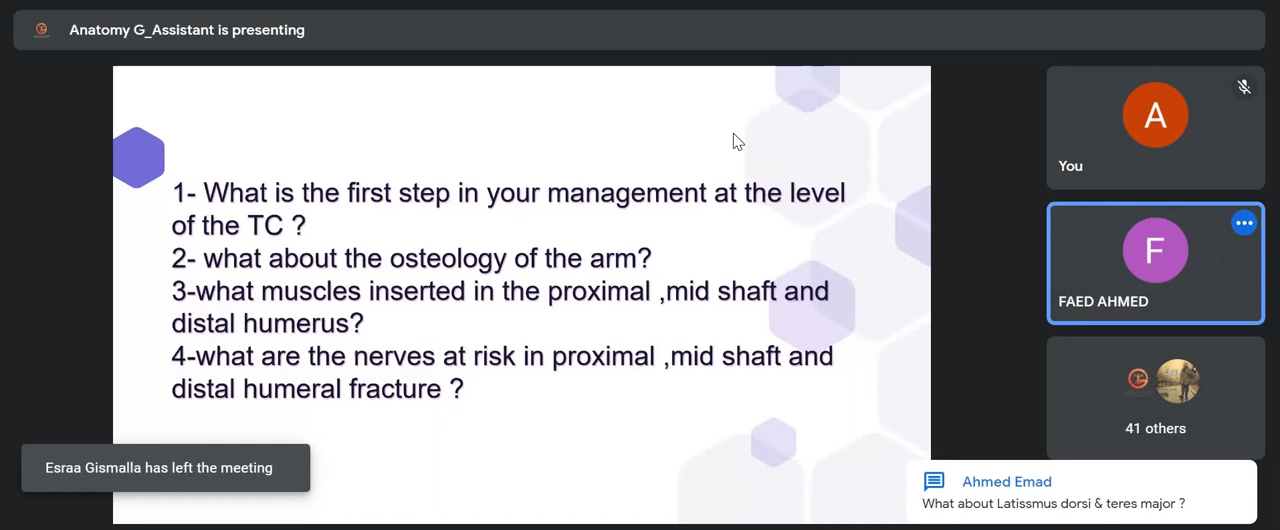 Anatomy G_Assistant is presenting
1- What is the first step in your management at the level
of the TC ?
2- what about the osteology of the arm?
3-what muscles inserted in the proximal ,mid shaft and
distal humerus?
4-what are the nerves at risk in proximal ,mid shaft and
distal humeral fracture ?
A
You
F
FAED AHMED
41 others
Esraa Gismalla has left the meeting
Ahmed Emad
What about Latissmus dorsi & teres major ?